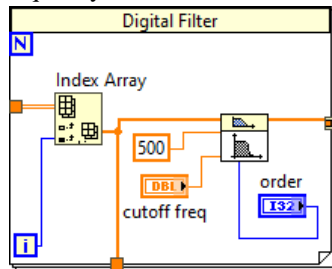 Digital Filter
N
Index Array
500
DBL
order
I32
cutoff freq
i